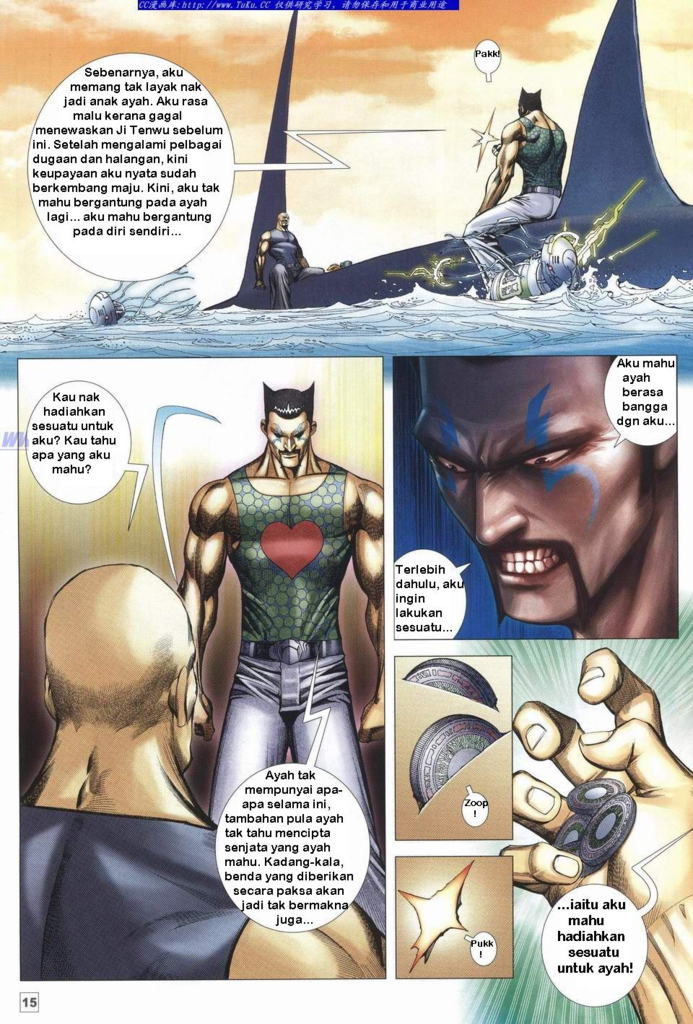 CC漫画库:http://www.TuKu.CC 仅供研究学习，请勿保存和用于商业用途
Sebenarnya, aku
memang tak layak nak
jadi anak ayah. Aku rasa
malu kerana gagal
menewaskan Ji Tenwu sebelum
ini. Setelah mengalami pelbagai
dugaan dan halangan, kini
keupayaan aku nyata sudah
berkembang maju. Kini, aku tak
mahu bergantung pada ayah
lagi... aku mahu bergantung
pada diri sendiri...
Pakk!
Kau nak
hadiahkan
sesuatu untuk
aku? Kau tahu
apa yang aku
mahu?
Ayah tak
mempunyai apa-
apa selama ini,
tambahan pula ayah
tak tahu mencipta
senjata yang ayah
mahu. Kadang-kala,
benda yang diberikan
secara paksa akan
jadi tak bermakna
juga...
Aku mahu
ayah
berasa
bangga
dgn aku...
Terlebih
dahulu, aku
ingin
lakukan
sesuatu...
Zoop
!
Pukk
!
...iaitu aku
mahu
hadiahkan
sesuatu
untuk ayah!
15